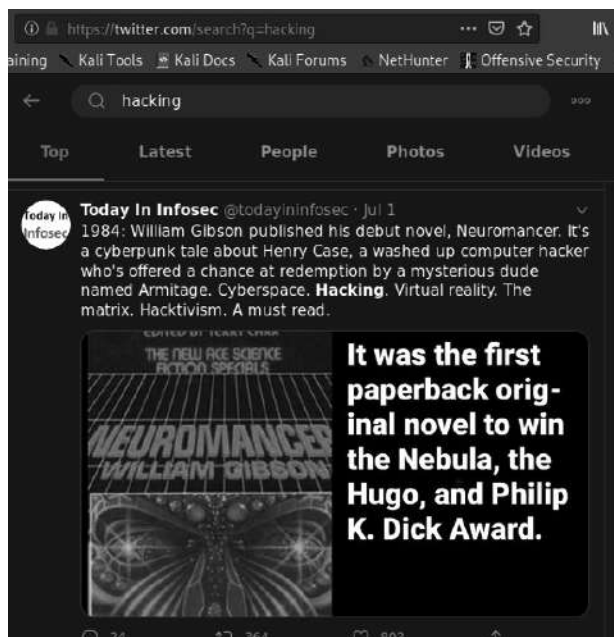 https://twitter.com/search?q=hacking
aining Kali Tools Kali Docs Kali Forums NetHunter Offensive Security
hacking
Top Latest People Photos Videos
Today In Infosec @todayininfosec · Jul 1
Today In
Infosec
1984: William Gibson published his debut novel, Neuromancer. It's
a cyberpunk tale about Henry Case, a washed up computer hacker
who's offered a chance at redemption by a mysterious dude
named Armitage. Cyberspace. Hacking. Virtual reality. The
matrix. Hacktivism. A must read.
EDITED BY TERRY CARR
THE NEW ACE SCIENCE
FICTION SPECIALS
NEUROMANCER
WILLIAM GIBSON
It was the first
paperback orig-
inal novel to win
the Nebula, the
Hugo, and Philip
K. Dick Award.